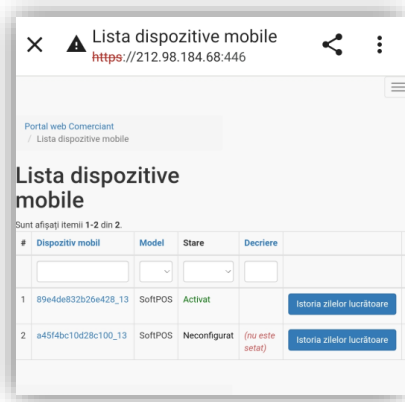 Lista dispozitive mobile
https://212.98.184.68:446
Portal web Comerciant
/ Lista dispozitive mobile
Lista dispozitive
mobile
Sunt afișați itemii 1-2 din 2.
# Dispozitiv mobil Model Stare Decriere
1 89e4de832b26e428_13 SoftPOS Activat Istoria zilelor lucrătoare
2 a45f4bc10d28c100_13 SoftPOS Neconfigurat (nu este
setat) Istoria zilelor lucrătoare